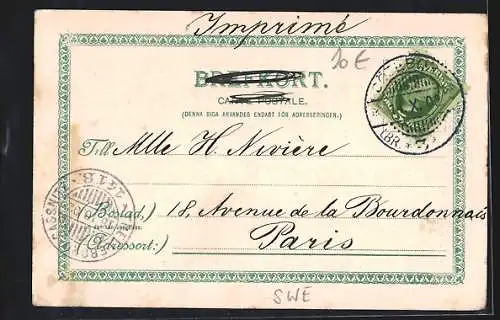 Imprimé
10 €
BREFKORT.
CARTE POSTALE.
(DENNA SIDA ANVÄNDES ENDAST FÖR ADRESSERINGEN.)
Till Mlle H. Nivière
Bostad,) 18, Avenue de la Bourdonnais
Adressort:) Paris
SWE